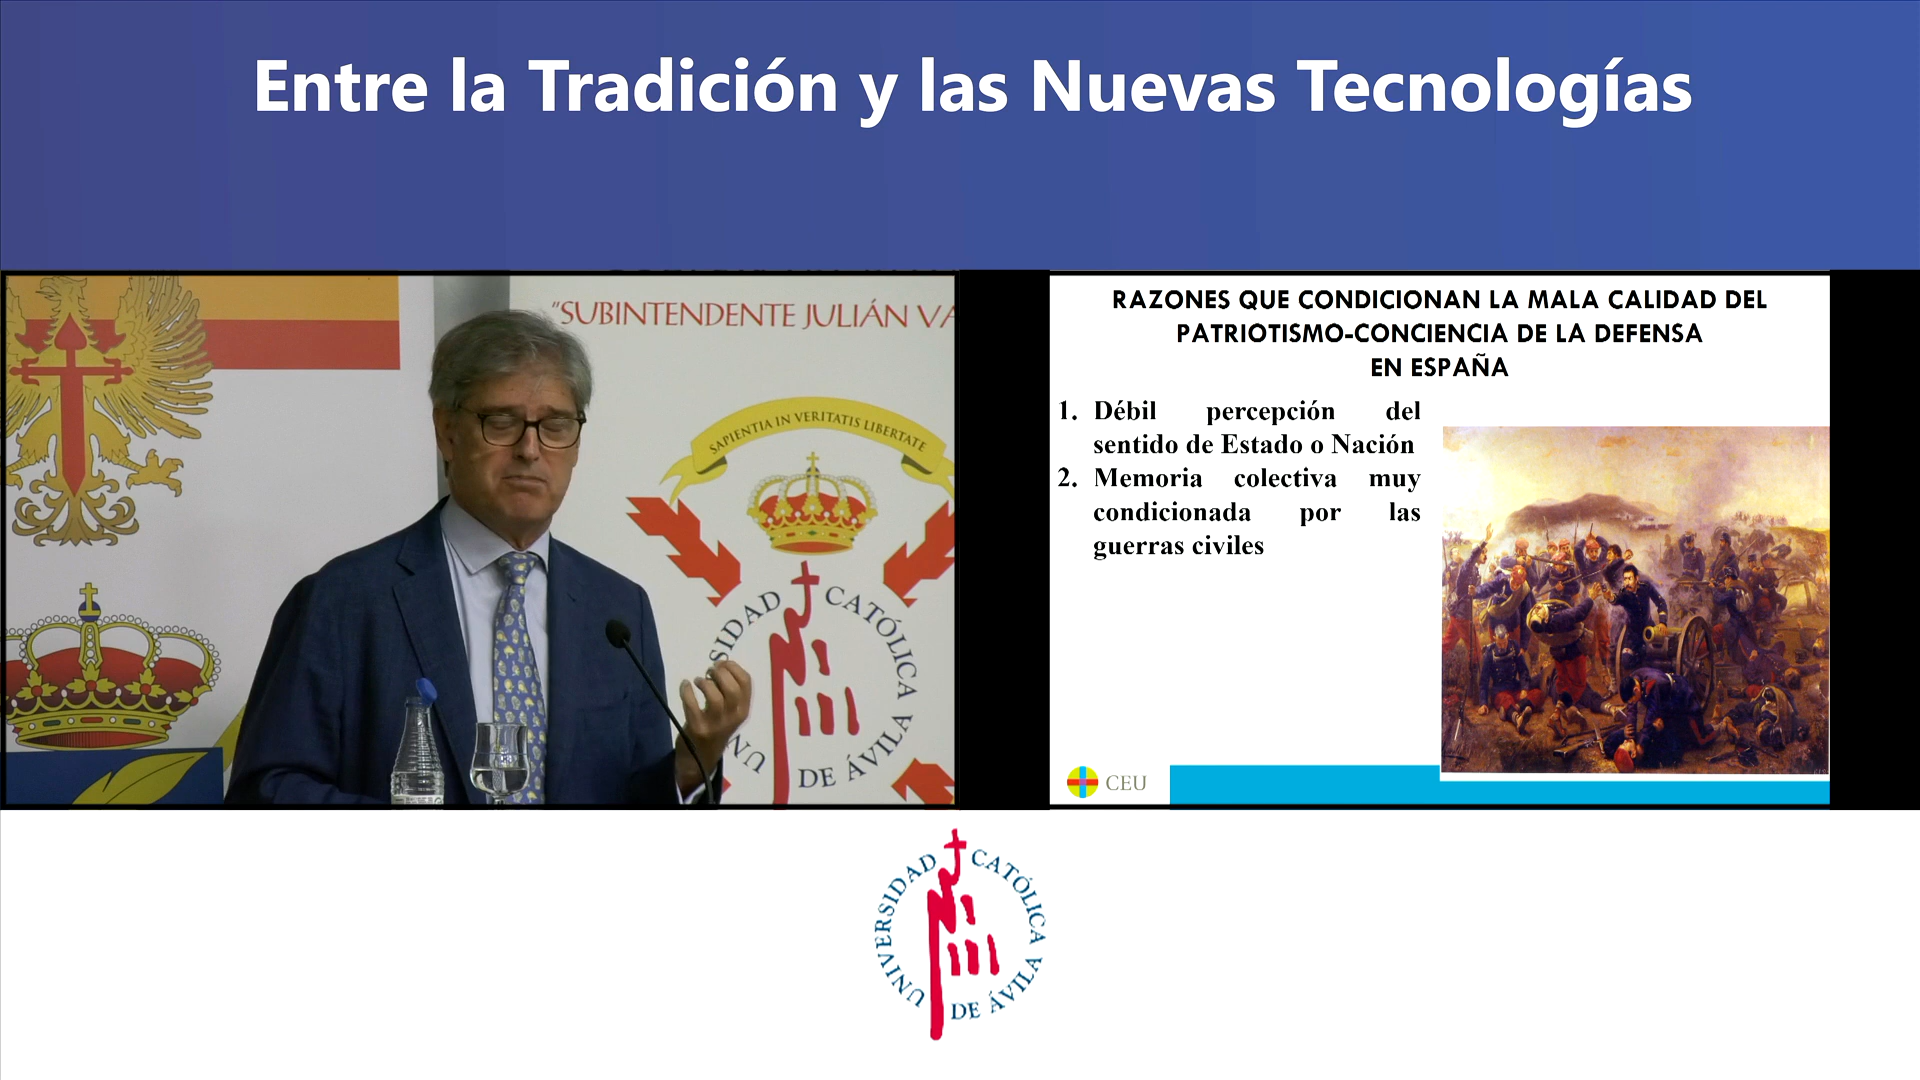 Entre la Tradición y las Nuevas Tecnologías
"SUBINTENDENTE JULIÁN VA
SAPIENTIA IN VERITATIS LIBERTATE
SIDAD CATÓLICA
UN DE ÁVILA
RAZONES QUE CONDICIONAN LA MALA CALIDAD DEL
PATRIOTISMO-CONCIENCIA DE LA DEFENSA
EN ESPAÑA
1. Débil percepción del
sentido de Estado o Nación
2. Memoria colectiva muy
condicionada por las
guerras civiles
CEU
UNIVERSIDAD CATÓLICA
DE ÁVILA